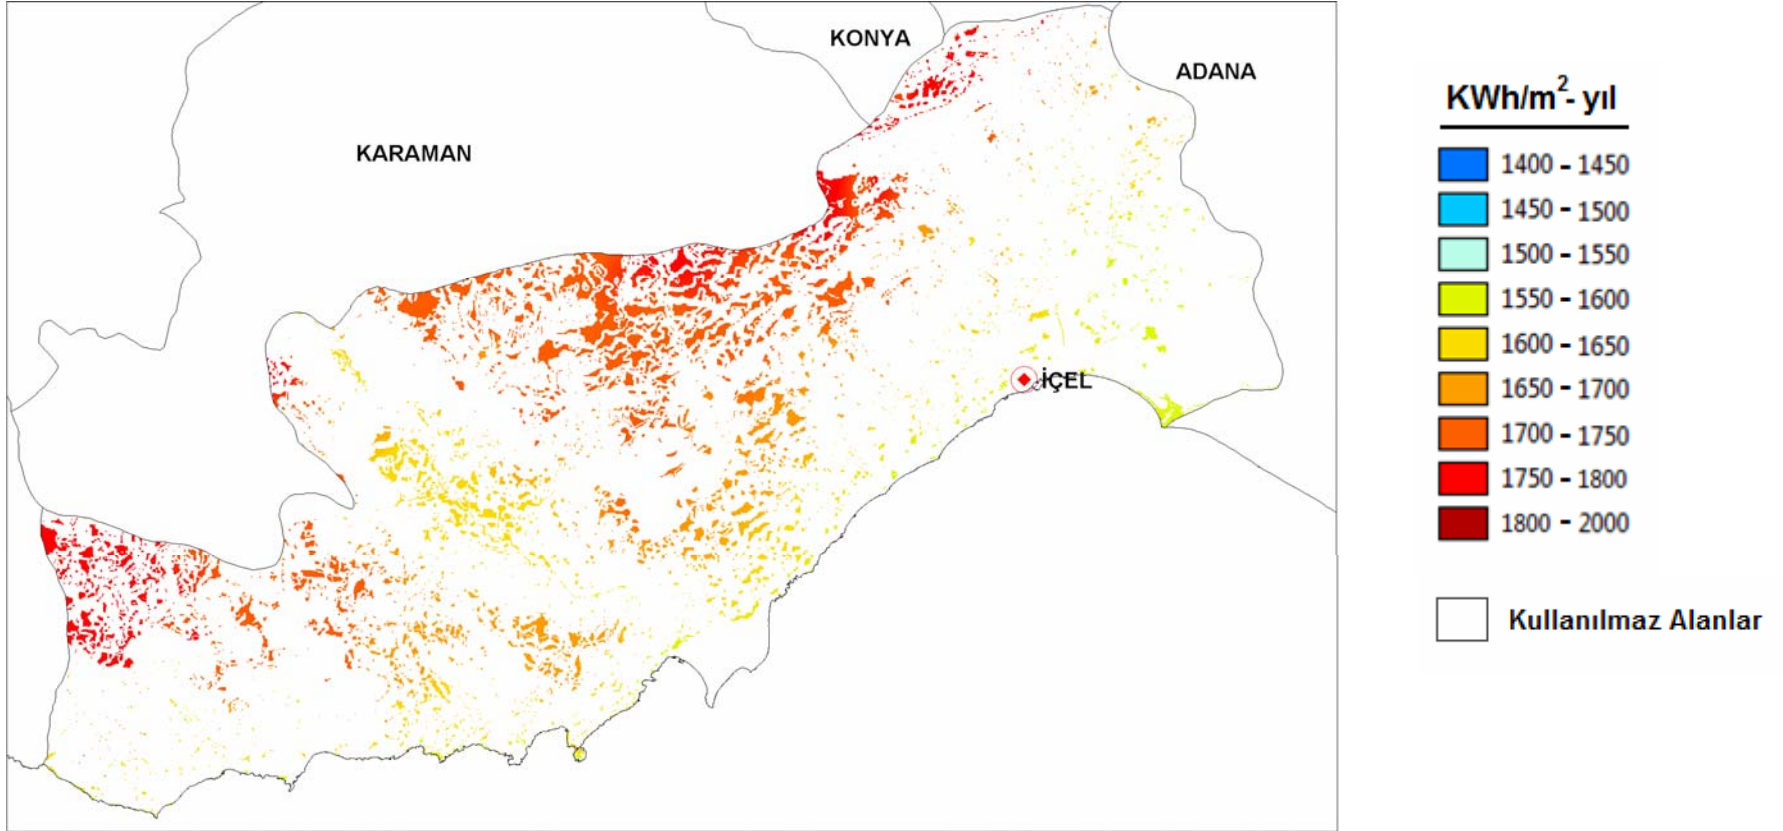 KONYA
ADANA
KARAMAN
İÇEL
KWh/m²- yıl
1400 - 1450
1450 - 1500
1500 - 1550
1550 - 1600
1600 - 1650
1650 - 1700
1700 - 1750
1750 - 1800
1800 - 2000
Kullanılmaz Alanlar